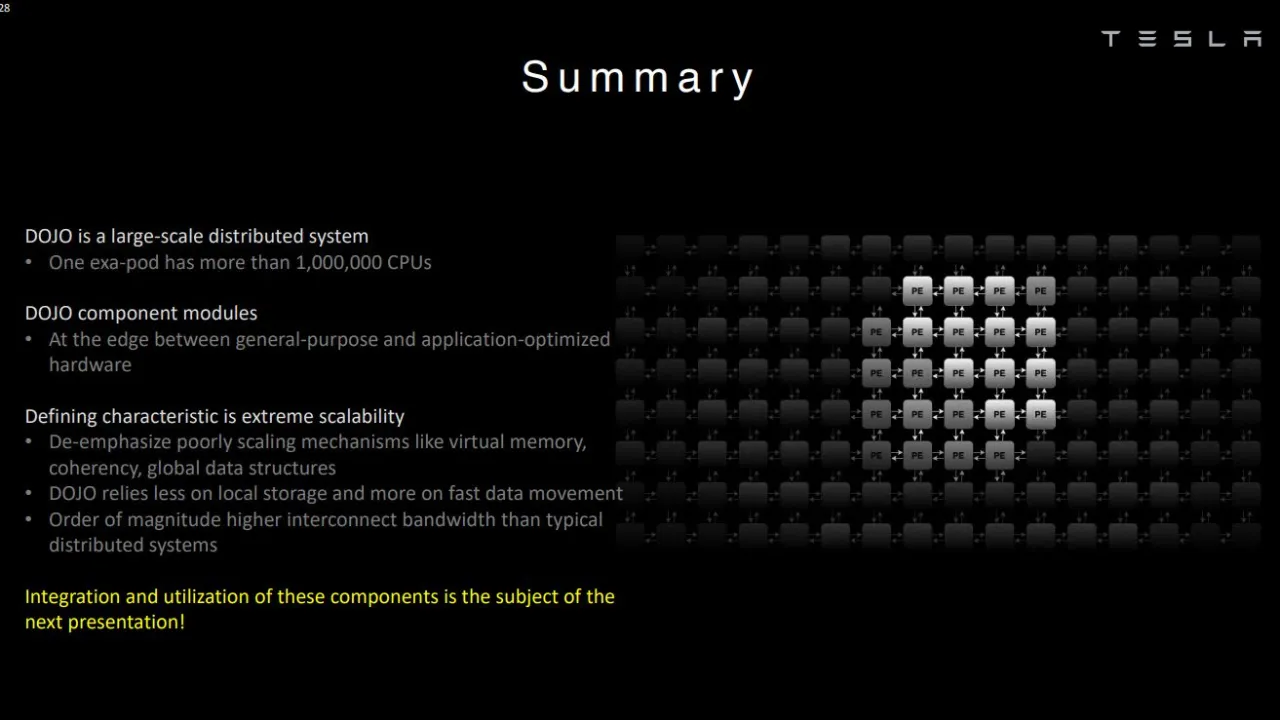 28
TESLA
Summary
DOJO is a large-scale distributed system
• One exa-pod has more than 1,000,000 CPUs
DOJO component modules
• At the edge between general-purpose and application-optimized
hardware
Defining characteristic is extreme scalability
• De-emphasize poorly scaling mechanisms like virtual memory,
coherency, global data structures
• DOJO relies less on local storage and more on fast data movement
• Order of magnitude higher interconnect bandwidth than typical
distributed systems
Integration and utilization of these components is the subject of the
next presentation!
PE PE PE PE
PE PE PE PE PE
PE PE PE PE PE
PE PE PE PE PE
PE PE PE PE